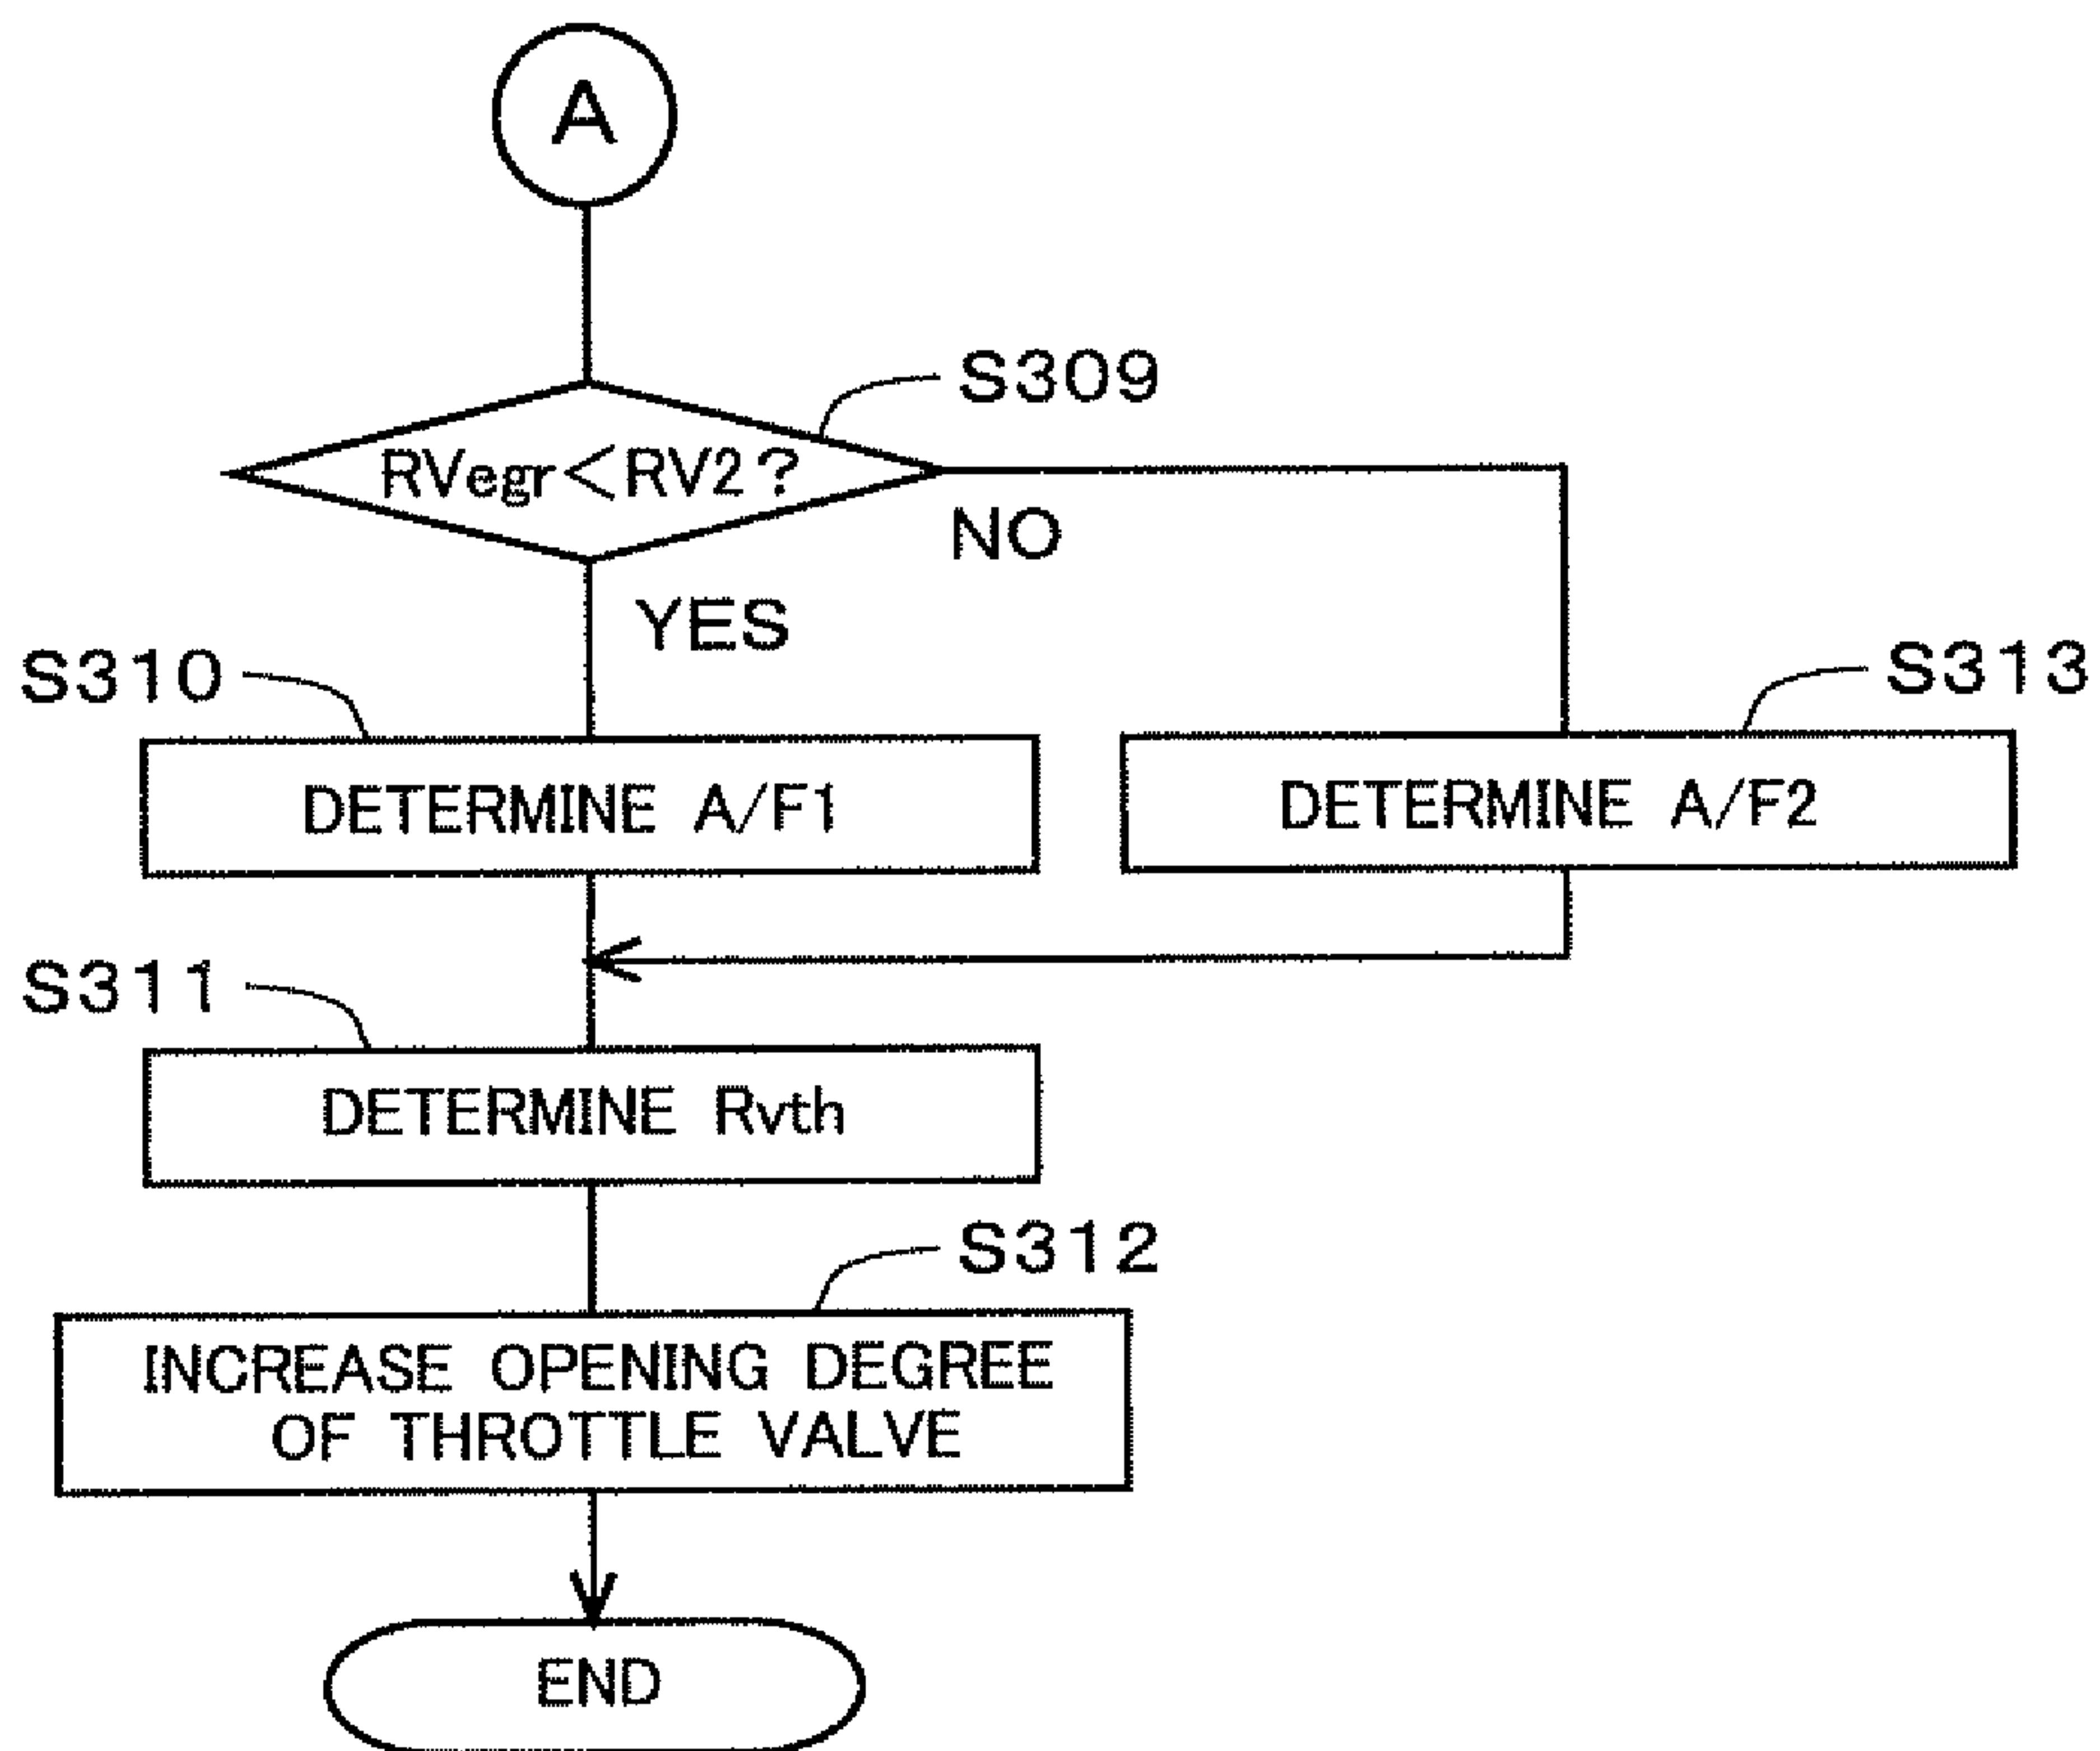 A
S309
RVegr<RV2?
NO
YES
S310
S313
DETERMINE A/F1
DETERMINE A/F2
S311
DETERMINE Rvth
S312
INCREASE OPENING DEGREE
OF THROTTLE VALVE
END